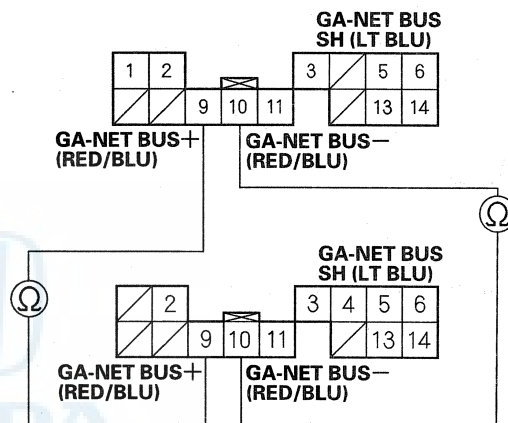 GA-NET BUS
SH (LT BLU)
1 2 3 5 6
9 10 11 13 14
GA-NET BUS+
(RED/BLU)
GA-NET BUS−
(RED/BLU)
Ω
GA-NET BUS
SH (LT BLU)
Ω
2 3 4 5 6
9 10 11 13 14
GA-NET BUS+
(RED/BLU)
GA-NET BUS−
(RED/BLU)